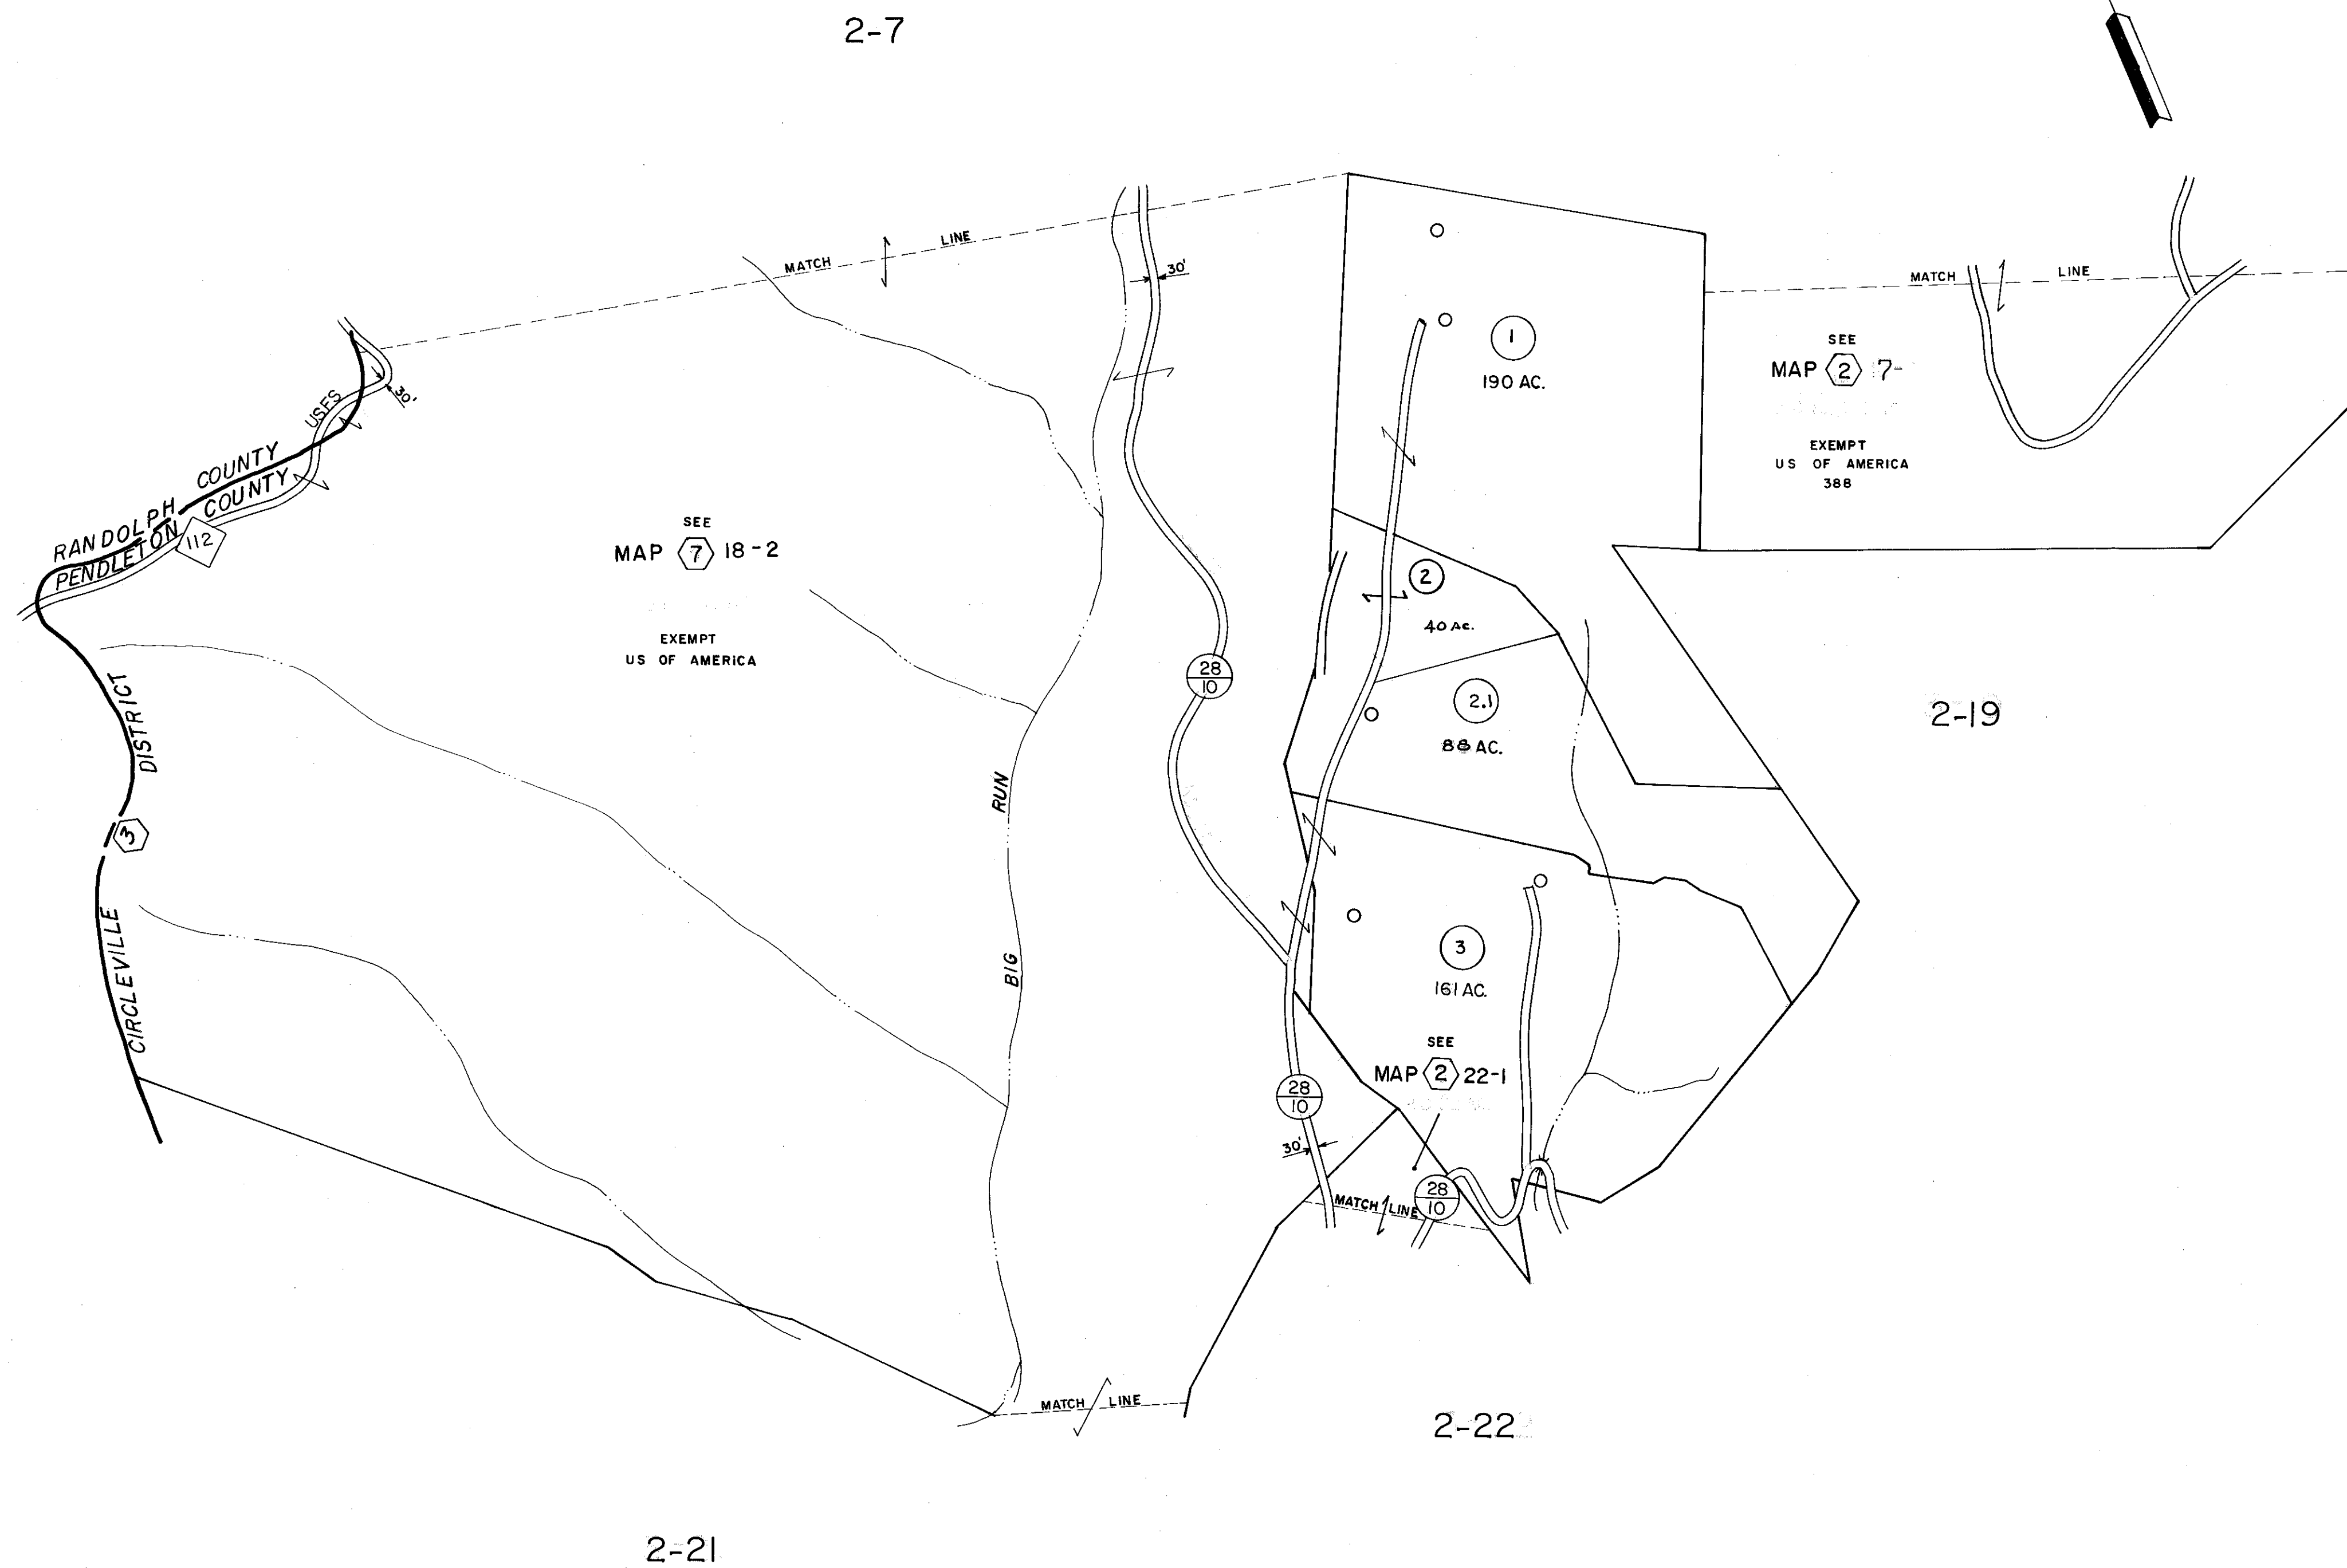 2-7
MATCH LINE
30'
MATCH LINE
1
190 AC.
SEE
MAP 2 7-
EXEMPT
US OF AMERICA
388
USFS
30'
RANDOLPH COUNTY
PENDLETON COUNTY
112
SEE
MAP 7 18-2
EXEMPT
US OF AMERICA
2
40 AC.
28
10
2.1
88 AC.
2-19
CIRCLEVILLE DISTRICT
3
BIG RUN
3
161 AC.
SEE
MAP 2 22-1
28
10
30'
MATCH LINE
28
10
MATCH LINE
2-22
2-21